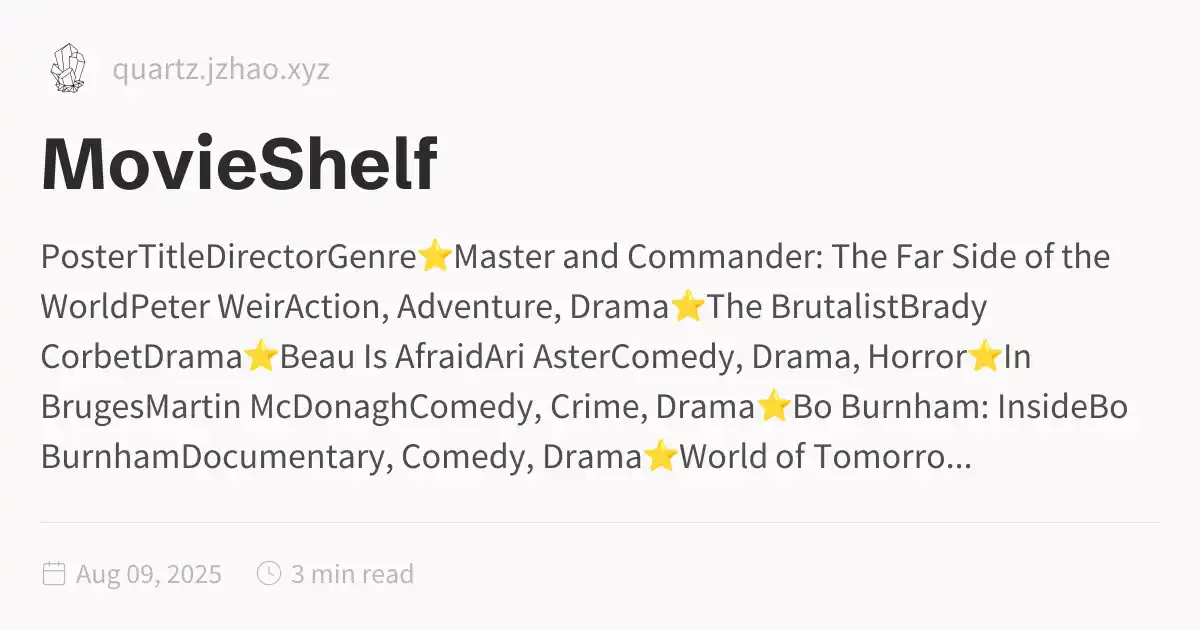 quartz.jzhao.xyz
MovieShelf
PosterTitleDirectorGenre⭐Master and Commander: The Far Side of the
WorldPeter WeirAction, Adventure, Drama⭐The BrutalistBrady
CorbetDrama⭐Beau Is AfraidAri AsterComedy, Drama, Horror⭐In
BrugesMartin McDonaghComedy, Crime, Drama⭐Bo Burnham: InsideBo
BurnhamDocumentary, Comedy, Drama⭐World of Tomorro...
Aug 09, 2025 3 min read